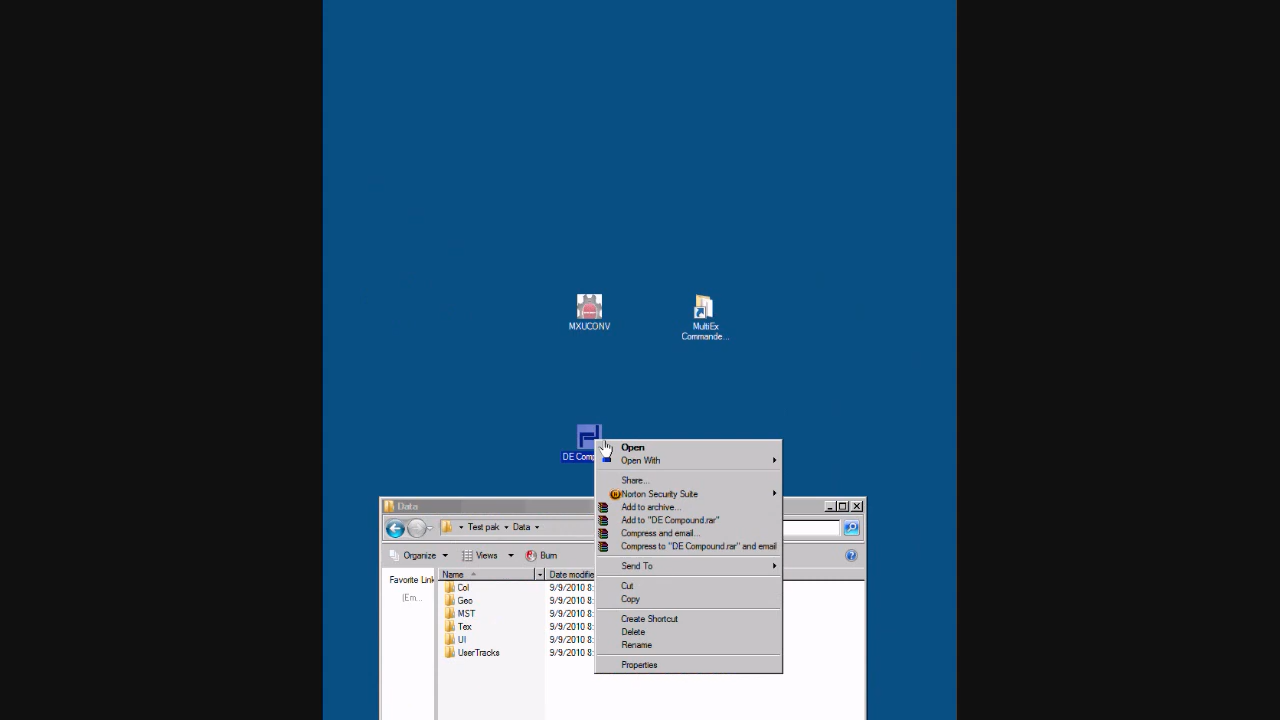 MXUCONV
MultiEx
Commande...
DE Comp
Open
Open With
Share...
Norton Security Suite
Add to archive...
Add to "DE Compound.rar"
Compress and email...
Compress to "DE Compound.rar" and email
Send To
Cut
Copy
Create Shortcut
Delete
Rename
Properties
Data
Test pak
Data
Organize
Views
Burn
Favorite Link
(Em...
Name
Date modifie
Col
9/9/2010 8:
Geo
9/9/2010 8:
MST
9/9/2010 8:
Tex
9/9/2010 8:
UI
9/9/2010 8:
UserTracks
9/9/2010 8: